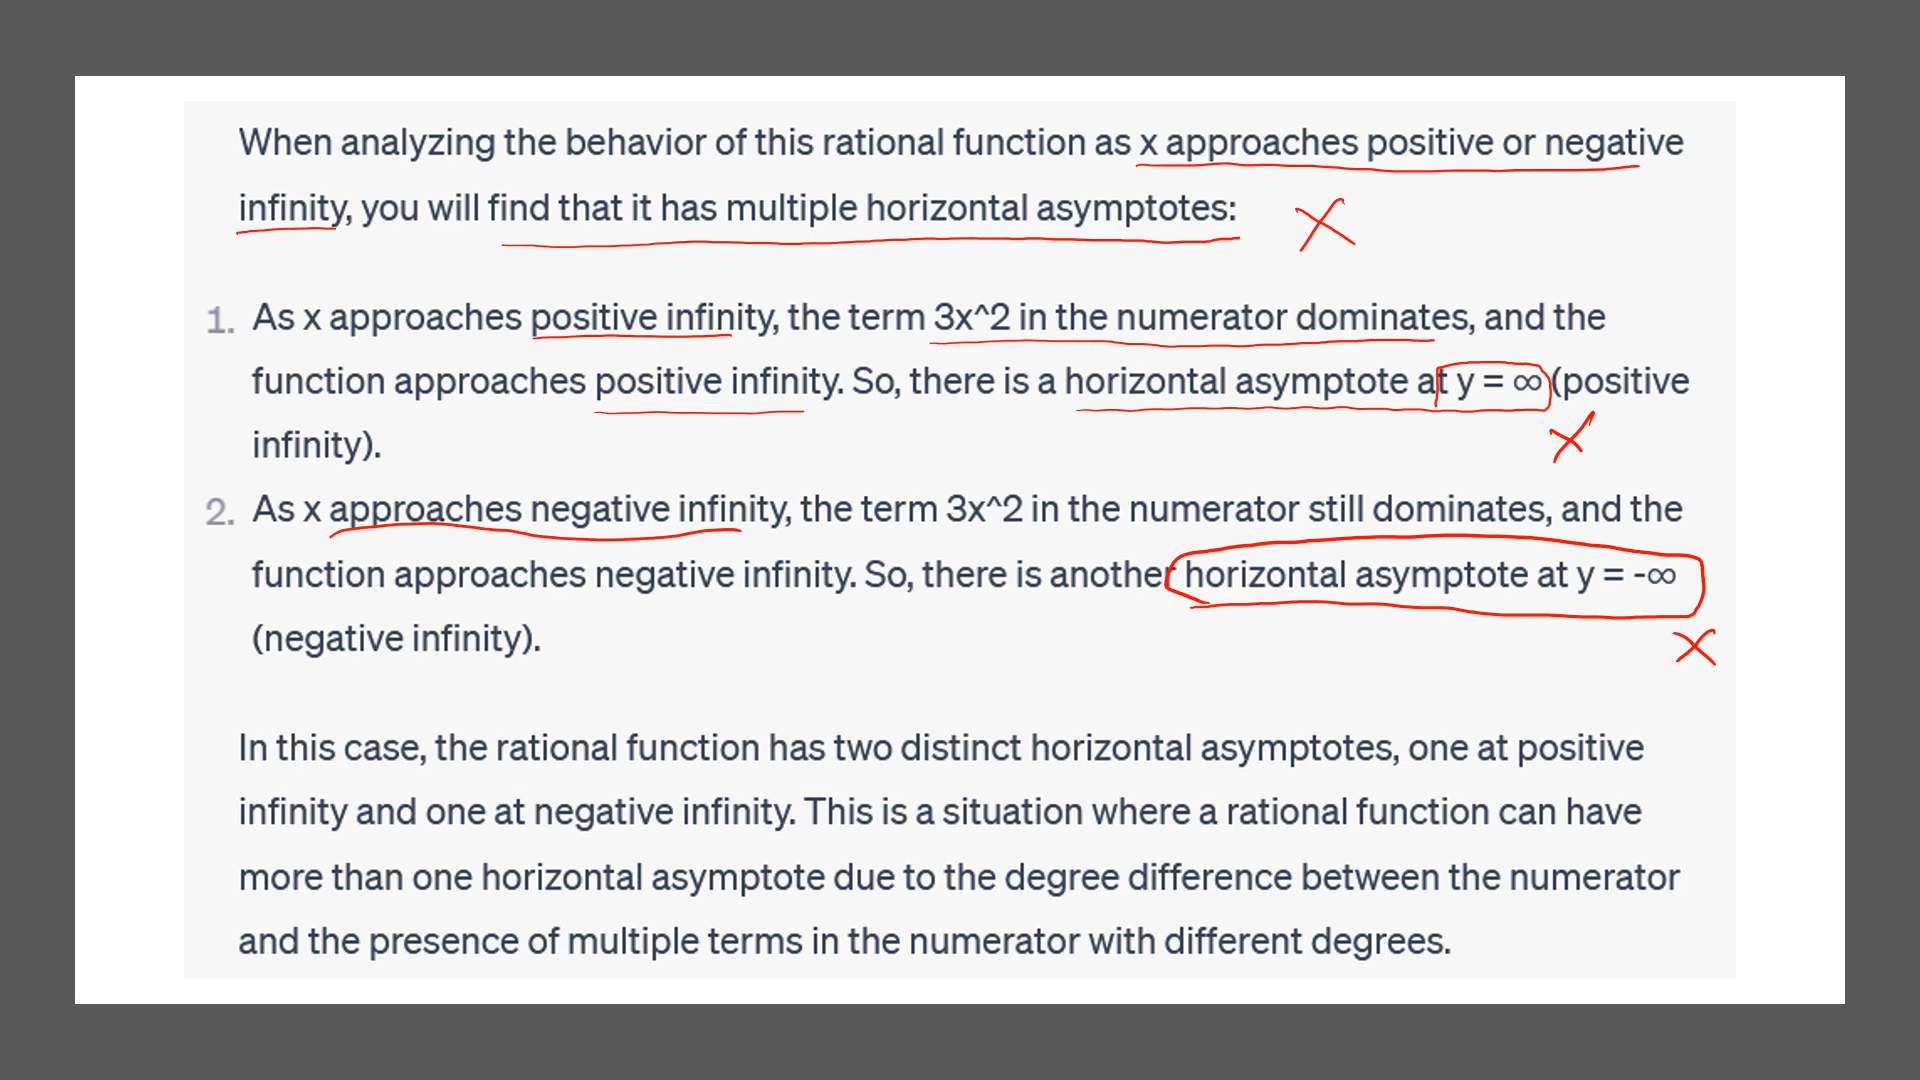 When analyzing the behavior of this rational function as x approaches positive or negative
infinity, you will find that it has multiple horizontal asymptotes:
X
1. As x approaches positive infinity, the term 3x^2 in the numerator dominates, and the
function approaches positive infinity. So, there is a horizontal asymptote at y = ∞ (positive
infinity).
X
2. As x approaches negative infinity, the term 3x^2 in the numerator still dominates, and the
function approaches negative infinity. So, there is another horizontal asymptote at y = -∞
(negative infinity).
X
In this case, the rational function has two distinct horizontal asymptotes, one at positive
infinity and one at negative infinity. This is a situation where a rational function can have
more than one horizontal asymptote due to the degree difference between the numerator
and the presence of multiple terms in the numerator with different degrees.